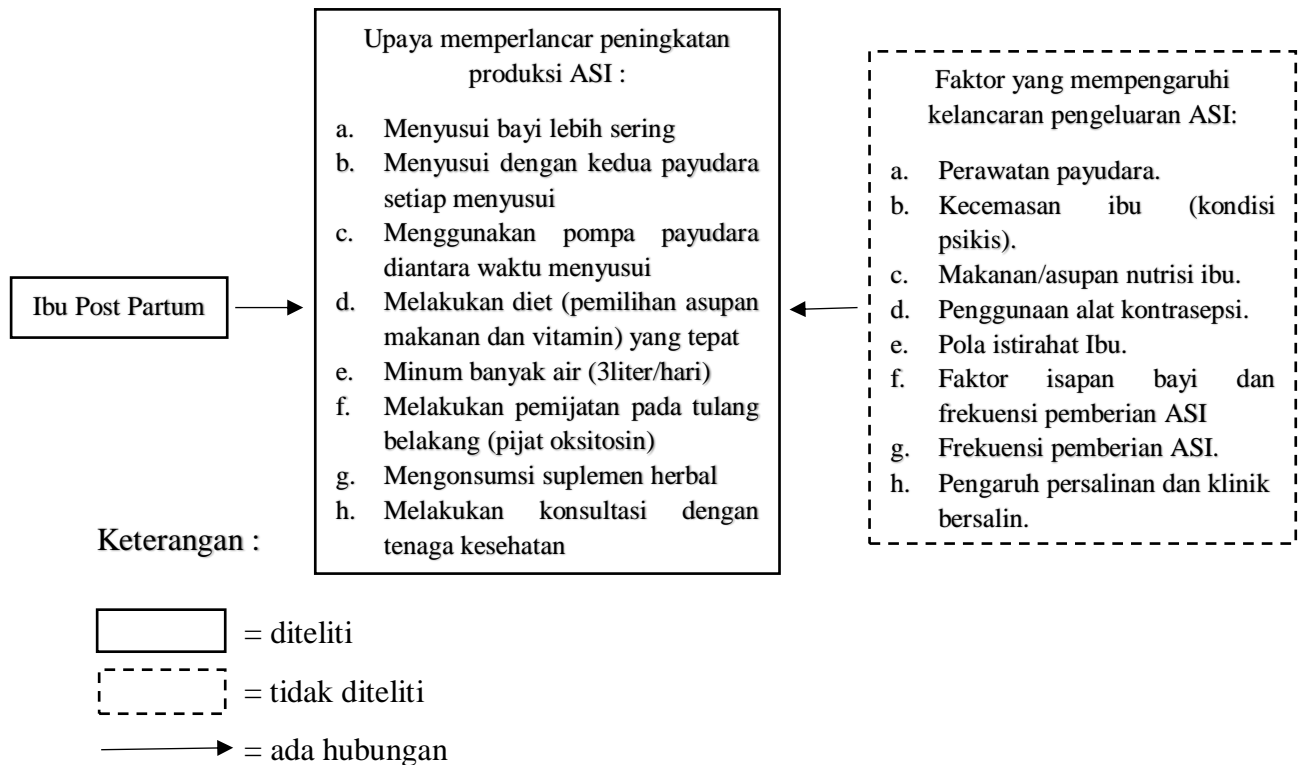 Ibu Post Partum
Upaya memperlancar peningkatan
produksi ASI :
a. Menyusui bayi lebih sering
b. Menyusui dengan kedua payudara
setiap menyusui
c. Menggunakan pompa payudara
diantara waktu menyusui
d. Melakukan diet (pemilihan asupan
makanan dan vitamin) yang tepat
e. Minum banyak air (3liter/hari)
f. Melakukan pemijatan pada tulang
belakang (pijat oksitosin)
g. Mengonsumsi suplemen herbal
h. Melakukan konsultasi dengan
tenaga kesehatan
Faktor yang mempengaruhi
kelancaran pengeluaran ASI:
a. Perawatan payudara.
b. Kecemasan ibu (kondisi
psikis).
c. Makanan/asupan nutrisi ibu.
d. Penggunaan alat kontrasepsi.
e. Pola istirahat Ibu.
f. Faktor isapan bayi dan
frekuensi pemberian ASI
g. Frekuensi pemberian ASI.
h. Pengaruh persalinan dan klinik
bersalin.
Keterangan :
= diteliti
= tidak diteliti
= ada hubungan